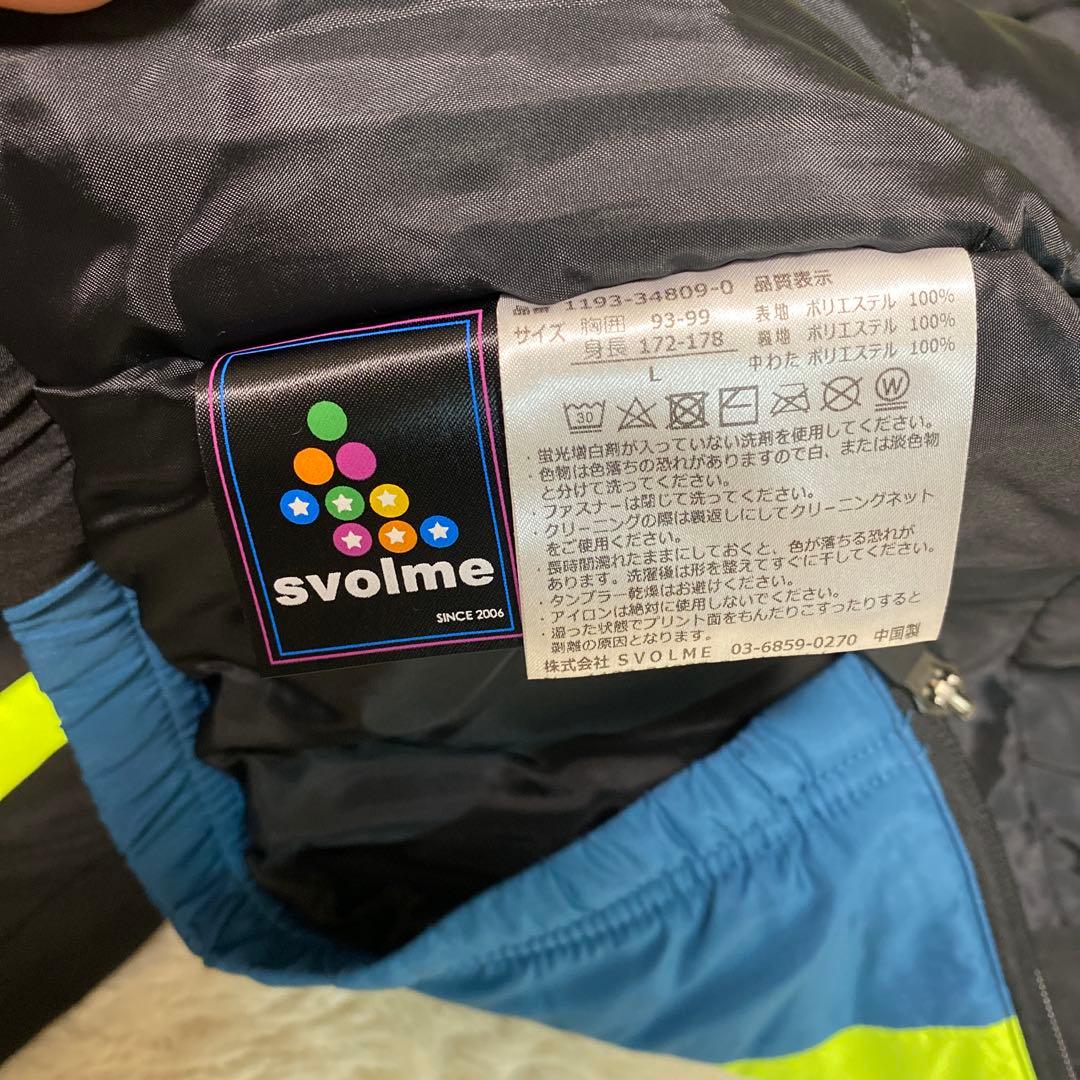 svolme
SINCE 2006
品番 1193-34809-0 品質表示
サイズ 胸囲 93-99 表地 ポリエステル 100%
身長 172-178 裏地 ポリエステル 100%
L 中わた ポリエステル 100%
30 W
・蛍光増白剤が入っていない洗剤を使用してください。
・色物は色落ちの恐れがありますので白、または淡色物
と分けて洗ってください。
・ファスナーは閉じて洗ってください。
・クリーニングの際は裏返しにしてクリーニングネット
をご使用ください。
・長時間濡れたままにしておくと、色が落ちる恐れが
あります。洗濯後は形を整えてすぐに干してください。
・タンブラー乾燥はお避けください。
・アイロンは絶対に使用しないでください。
・湿った状態でプリント面をもんだりこすったりすると
剥離の原因となります。
株式会社 SVOLME 03-6859-0270 中国製